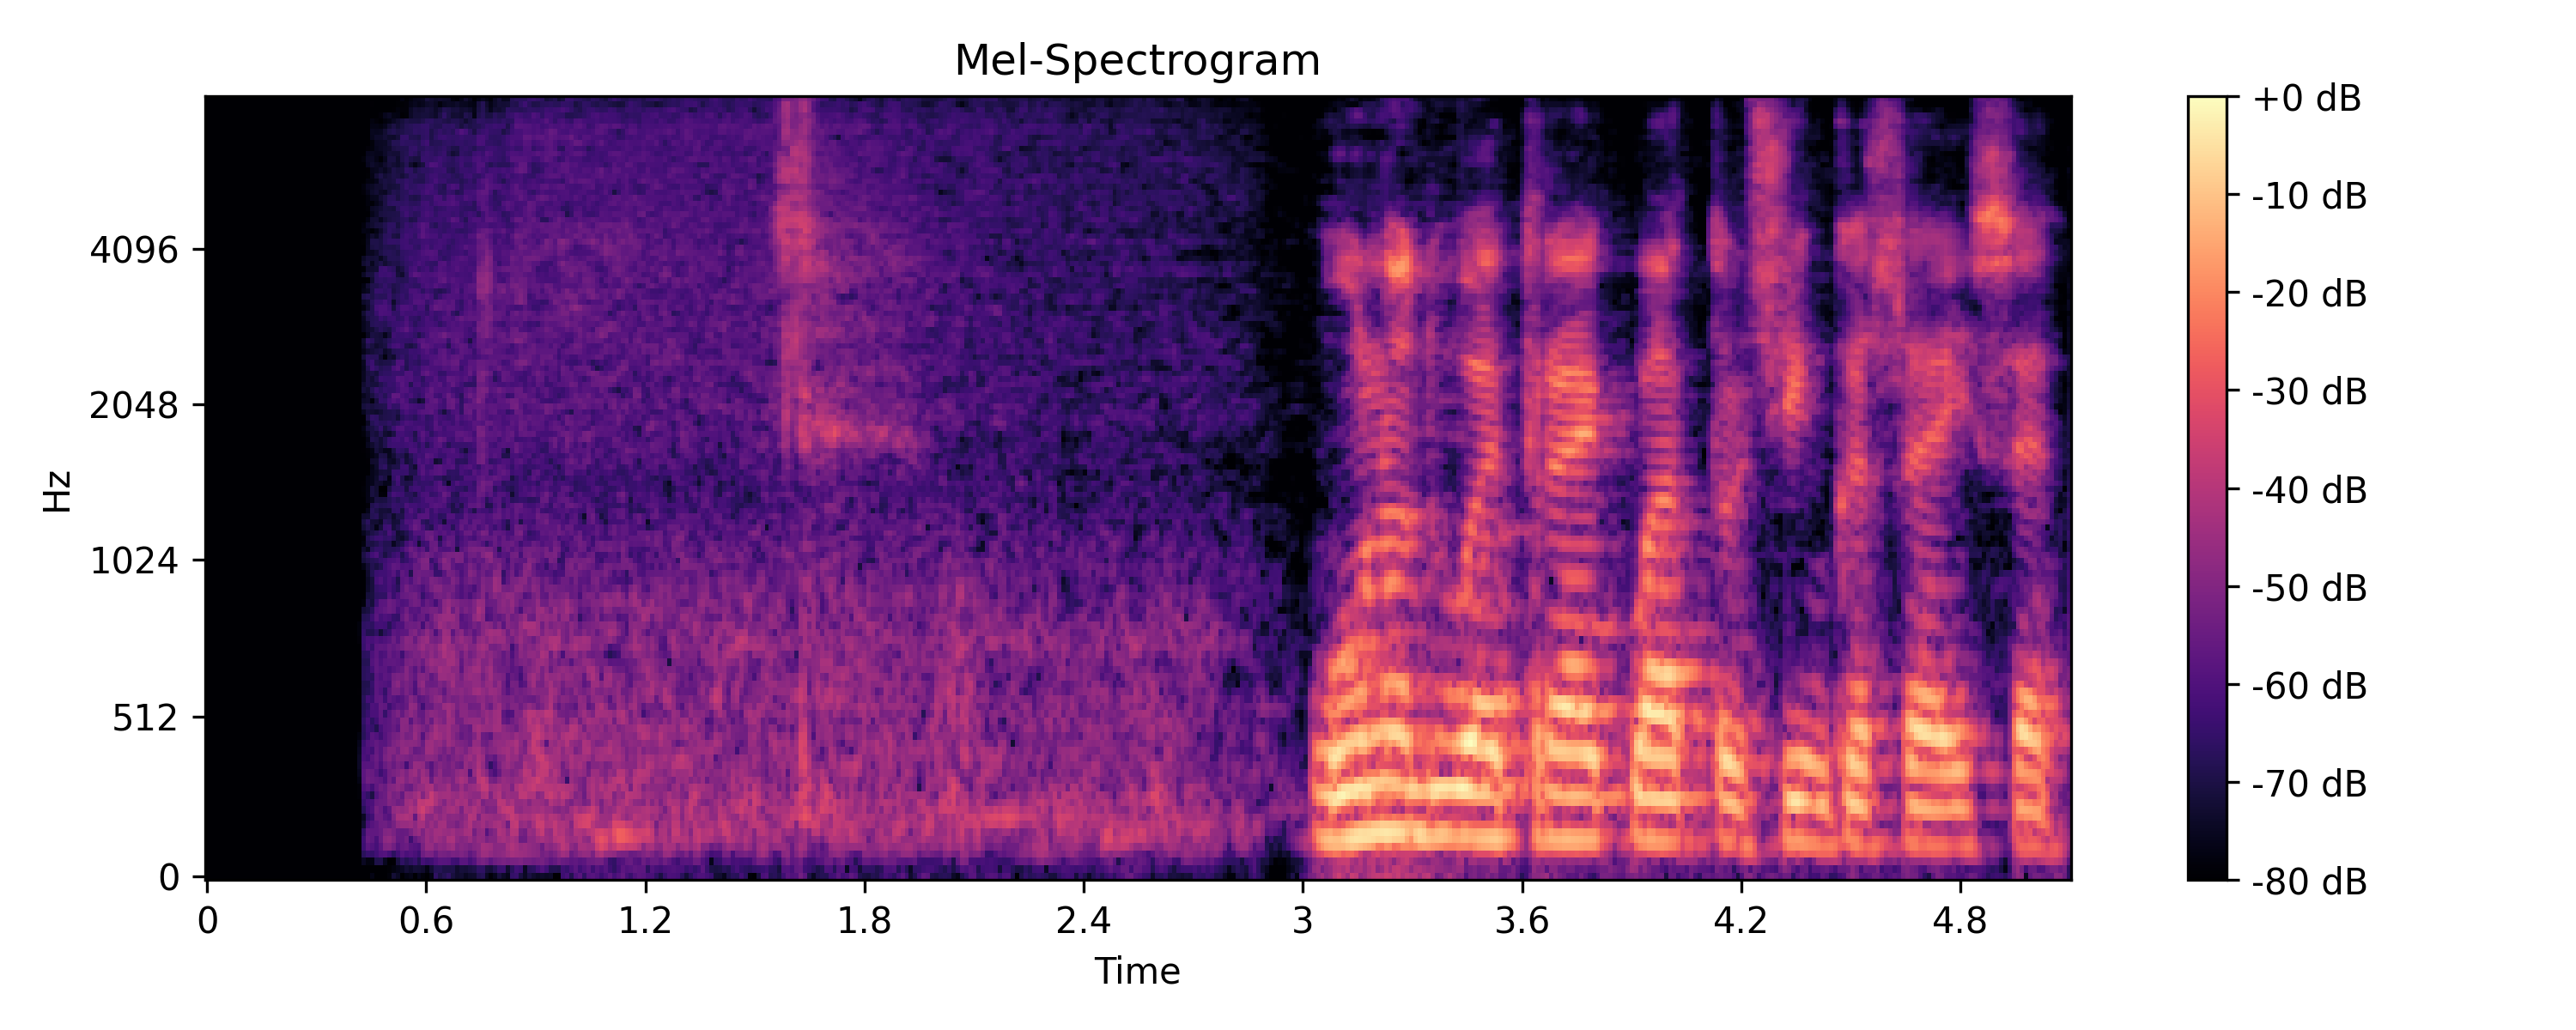 Mel-Spectrogram
Hz
4096
2048
1024
512
0
0 0.6 1.2 1.8 2.4 3 3.6 4.2 4.8
Time
+0 dB
-10 dB
-20 dB
-30 dB
-40 dB
-50 dB
-60 dB
-70 dB
-80 dB